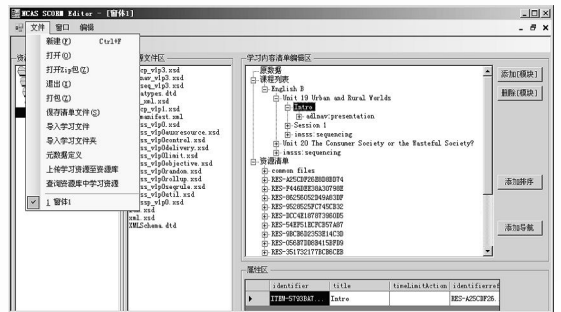 NCAS SCORM Editor - [窗体1]
文件 窗口 编辑
新建(F) Ctrl+F
打开(O)
打开Zip包(Z)
退出(I)
打包(Z)
保存清单文件(S)
导入学习文件
导入学习文件夹
元数据定义
上传学习资源至资源库
查询资源库中学习资源
1 窗体1
源文件区
cp_v1p3.xsd
nav_v1p3.xsd
seq_v1p3.xsd
atypes.dtd
_xml.xsd
cp_v1p1.xsd
manifest.xml
ss_v1p0.xsd
ss_v1p0auxresource.xsd
ss_v1p0control.xsd
ss_v1p0delivery.xsd
ss_v1p0limit.xsd
ss_v1p0objective.xsd
ss_v1p0random.xsd
ss_v1p0rollup.xsd
ss_v1p0seqrule.xsd
ss_v1p0util.xsd
ssp_v1p0.xsd
xml.xsd
XMLSchema.dtd
学习内容清单编辑区
原数据
课程列表
English B
Unit 19 Urban and Rural Worlds
Intro
adlnav:presentation
Session 1
imsss:sequencing
Unit 20 The Consumer Society or the Wasteful Society?
imsss:sequencing
资源清单
common files
添加[模块]
删除[模块]
添加排序
添加导航
属性区
identifier title timeLimitAction identifierref
Intro